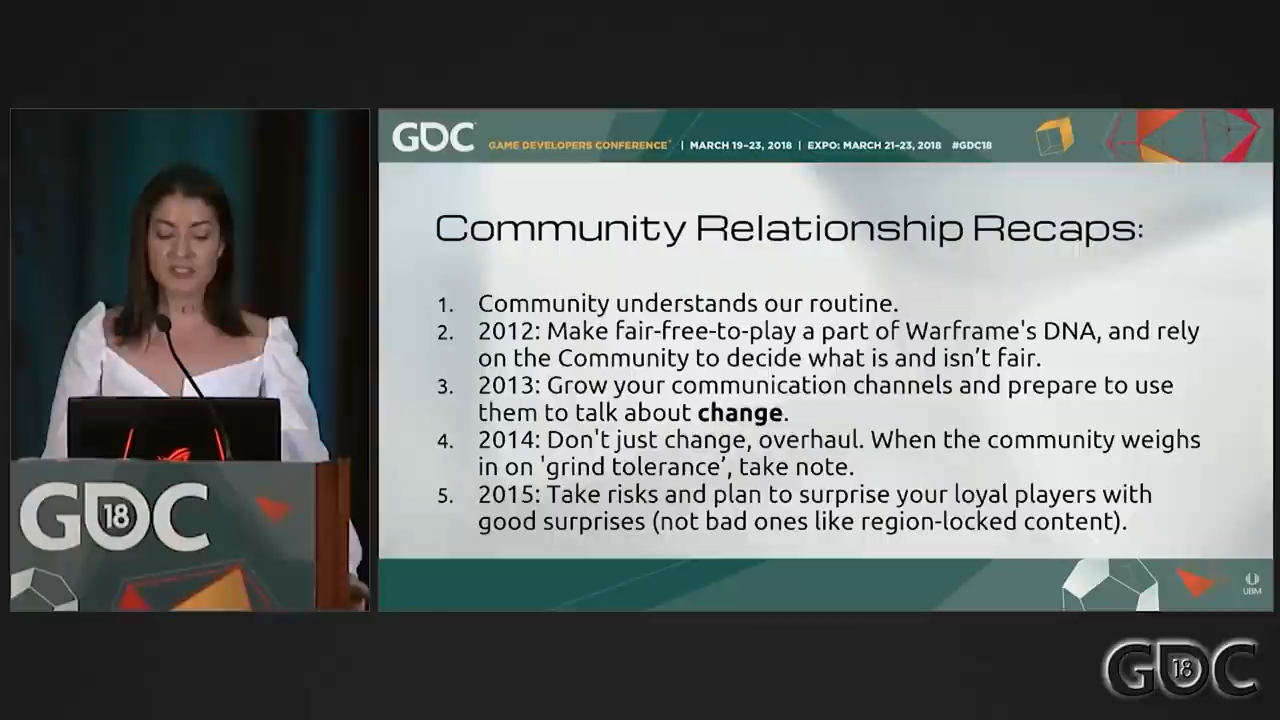 GDC GAME DEVELOPERS CONFERENCE | MARCH 19–23, 2018 | EXPO: MARCH 21–23, 2018 #GDC18
Community Relationship Recaps:
1. Community understands our routine.
2. 2012: Make fair-free-to-play a part of Warframe's DNA, and rely
on the Community to decide what is and isn’t fair.
3. 2013: Grow your communication channels and prepare to use
them to talk about change.
4. 2014: Don't just change, overhaul. When the community weighs
in on 'grind tolerance’, take note.
5. 2015: Take risks and plan to surprise your loyal players with
good surprises (not bad ones like region-locked content).
GDC 18
UBM
GDC 18